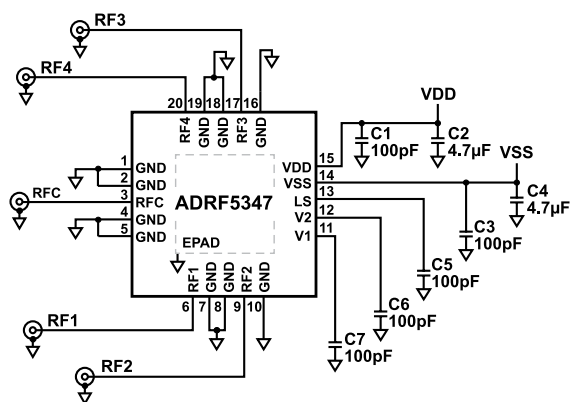 RF3
RF4
20 19 18 17 16
RF4 GND GND RF3 GND
VDD
C1
100pF
C2
4.7µF
VSS
C4
4.7µF
1 GND
2 GND
3 RFC
4 GND
5 GND
RFC
ADRF5347
EPAD
VDD 15
VSS 14
LS 13
V2 12
V1 11
C3
100pF
C5
100pF
C6
100pF
C7
100pF
RF1 GND GND RF2 GND
6 7 8 9 10
RF1
RF2